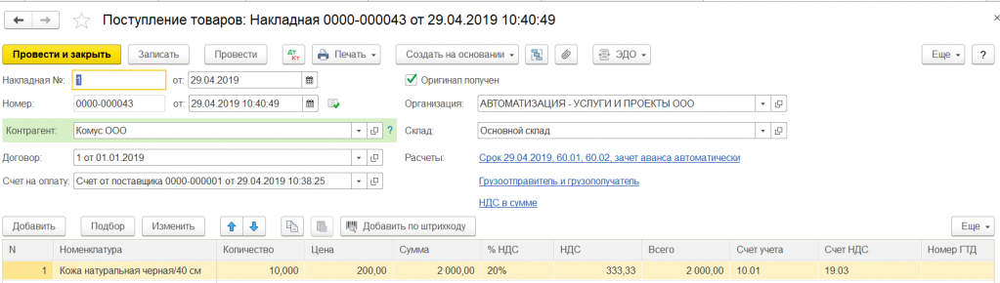 Поступление товаров: Накладная 0000-000043 от 29.04.2019 10:40:49
Провести и закрыть Записать Провести Дт Кт Печать Создать на основании ЭДО Еще ?
Накладная №: 1 от: 29.04.2019 Оригинал получен
Номер: 0000-000043 от: 29.04.2019 10:40:49 Организация: АВТОМАТИЗАЦИЯ - УСЛУГИ И ПРОЕКТЫ ООО
Контрагент: Комус ООО ? Склад: Основной склад
Договор: 1 от 01.01.2019 Расчеты: Срок 29.04.2019, 60.01, 60.02, зачет аванса автоматически
Счет на оплату: Счет от поставщика 0000-000001 от 29.04.2019 10:38:25 Грузоотправитель и грузополучатель
НДС в сумме
Добавить Подбор Изменить Добавить по штрихкоду Еще
N Номенклатура Количество Цена Сумма % НДС НДС Всего Счет учета Счет НДС Номер ГТД
1 Кожа натуральная черная/40 см 10,000 200,00 2 000,00 20% 333,33 2 000,00 10.01 19.03